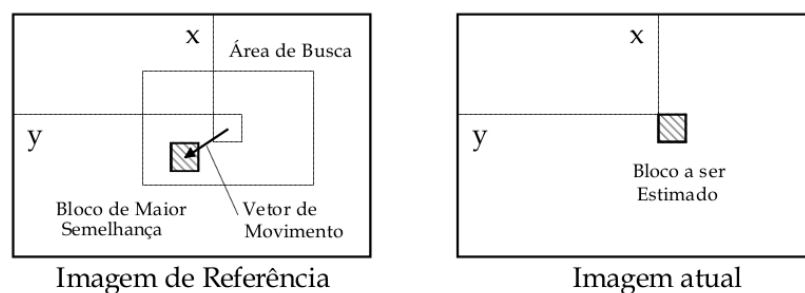 x
Área de Busca
y
Bloco de Maior
Semelhança
Vetor de
Movimento
Imagem de Referência
x
y
Bloco a ser
Estimado
Imagem atual